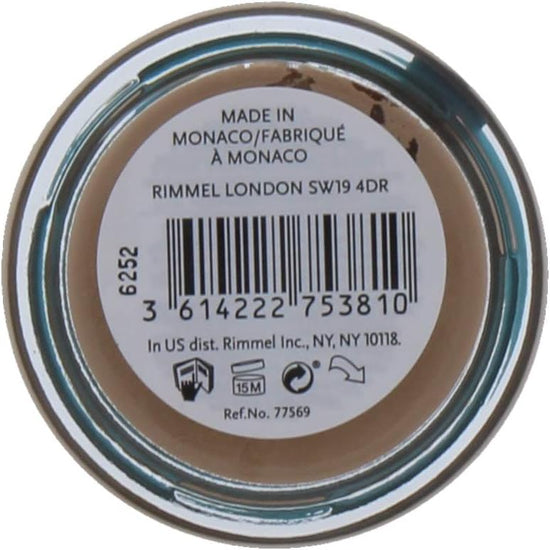 MADE IN
MONACO/FABRIQUÉ
À MONACO
RIMMEL LONDON SW19 4DR
6252
3 614222 753810
In US dist. Rimmel Inc., NY, NY 10118.
15M
Ref.No. 77569